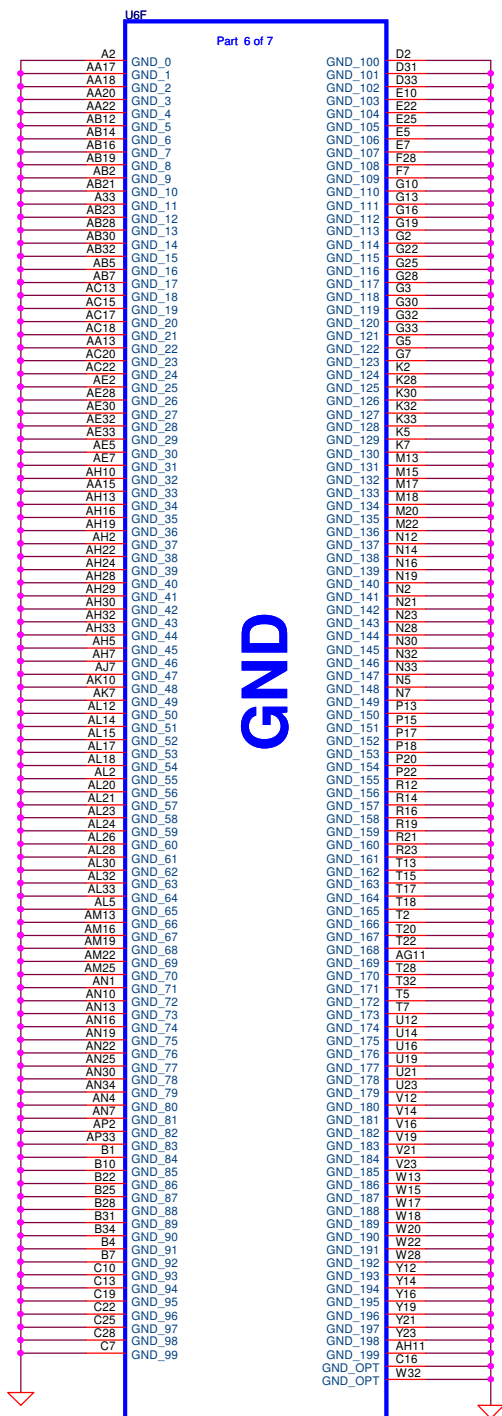 U6F
Part 6 of 7
A2 GND_0 GND_100 D2
AA17 GND_1 GND_101 D31
AA18 GND_2 GND_102 D33
AA20 GND_3 GND_103 E10
AA22 GND_4 GND_104 E22
AB12 GND_5 GND_105 E25
AB14 GND_6 GND_106 E5
AB16 GND_7 GND_107 E7
AB19 GND_8 GND_108 F28
AB2 GND_9 GND_109 F7
AB21 GND_10 GND_110 G10
A33 GND_11 GND_111 G13
AB23 GND_12 GND_112 G16
AB28 GND_13 GND_113 G19
AB30 GND_14 GND_114 G2
AB32 GND_15 GND_115 G22
AB5 GND_16 GND_116 G25
AB7 GND_17 GND_117 G28
AC13 GND_18 GND_118 G3
AC15 GND_19 GND_119 G30
AC17 GND_20 GND_120 G32
AC18 GND_21 GND_121 G33
AA13 GND_22 GND_122 G5
AC20 GND_23 GND_123 G7
AC22 GND_24 GND_124 K2
AE2 GND_25 GND_125 K28
AE28 GND_26 GND_126 K30
AE30 GND_27 GND_127 K32
AE32 GND_28 GND_128 K33
AE33 GND_29 GND_129 K5
AE5 GND_30 GND_130 K7
AE7 GND_31 GND_131 M13
AH10 GND_32 GND_132 M15
AA15 GND_33 GND_133 M17
AH13 GND_34 GND_134 M18
AH16 GND_35 GND_135 M20
AH19 GND_36 GND_136 M22
AH2 GND_37 GND_137 N12
AH22 GND_38 GND_138 N14
AH24 GND_39 GND_139 N16
AH28 GND_40 GND_140 N19
AH29 GND_41 GND_141 N2
AH30 GND_42 GND_142 N21
AH32 GND_43 GND_143 N23
AH33 GND_44 GND_144 N28
AH5 GND_45 GND_145 N30
AH7 GND_46 GND_146 N32
AJ7 GND_47 GND_147 N33
AK10 GND_48 GND_148 N5
AK7 GND_49 GND_149 N7
GND
AL12 GND_50 GND_150 P13
AL14 GND_51 GND_151 P15
AL15 GND_52 GND_152 P17
AL17 GND_53 GND_153 P18
AL18 GND_54 GND_154 P20
AL2 GND_55 GND_155 P22
AL20 GND_56 GND_156 R12
AL21 GND_57 GND_157 R14
AL23 GND_58 GND_158 R16
AL24 GND_59 GND_159 R19
AL26 GND_60 GND_160 R21
AL28 GND_61 GND_161 R23
AL30 GND_62 GND_162 T13
AL32 GND_63 GND_163 T15
AL33 GND_64 GND_164 T17
AL5 GND_65 GND_165 T18
AM13 GND_66 GND_166 T2
AM16 GND_67 GND_167 T20
AM19 GND_68 GND_168 T22
AM22 GND_69 GND_169 AG11
AM25 GND_70 GND_170 T28
AN1 GND_71 GND_171 T32
AN10 GND_72 GND_172 T5
AN13 GND_73 GND_173 T7
AN16 GND_74 GND_174 U12
AN19 GND_75 GND_175 U14
AN22 GND_76 GND_176 U16
AN25 GND_77 GND_177 U19
AN30 GND_78 GND_178 U21
AN34 GND_79 GND_179 U23
AN4 GND_80 GND_180 V12
AN7 GND_81 GND_181 V14
AP2 GND_82 GND_182 V16
AP33 GND_83 GND_183 V19
B1 GND_84 GND_184 V21
B10 GND_85 GND_185 V23
B22 GND_86 GND_186 W13
B25 GND_87 GND_187 W15
B28 GND_88 GND_188 W17
B31 GND_89 GND_189 W18
B34 GND_90 GND_190 W20
B4 GND_91 GND_191 W22
B7 GND_92 GND_192 W28
C10 GND_93 GND_193 Y12
C13 GND_94 GND_194 Y14
C19 GND_95 GND_195 Y16
C22 GND_96 GND_196 Y19
C25 GND_97 GND_197 Y21
C28 GND_98 GND_198 Y23
C7 GND_99 GND_199 AH11
GND_OPT C16
GND_OPT W32